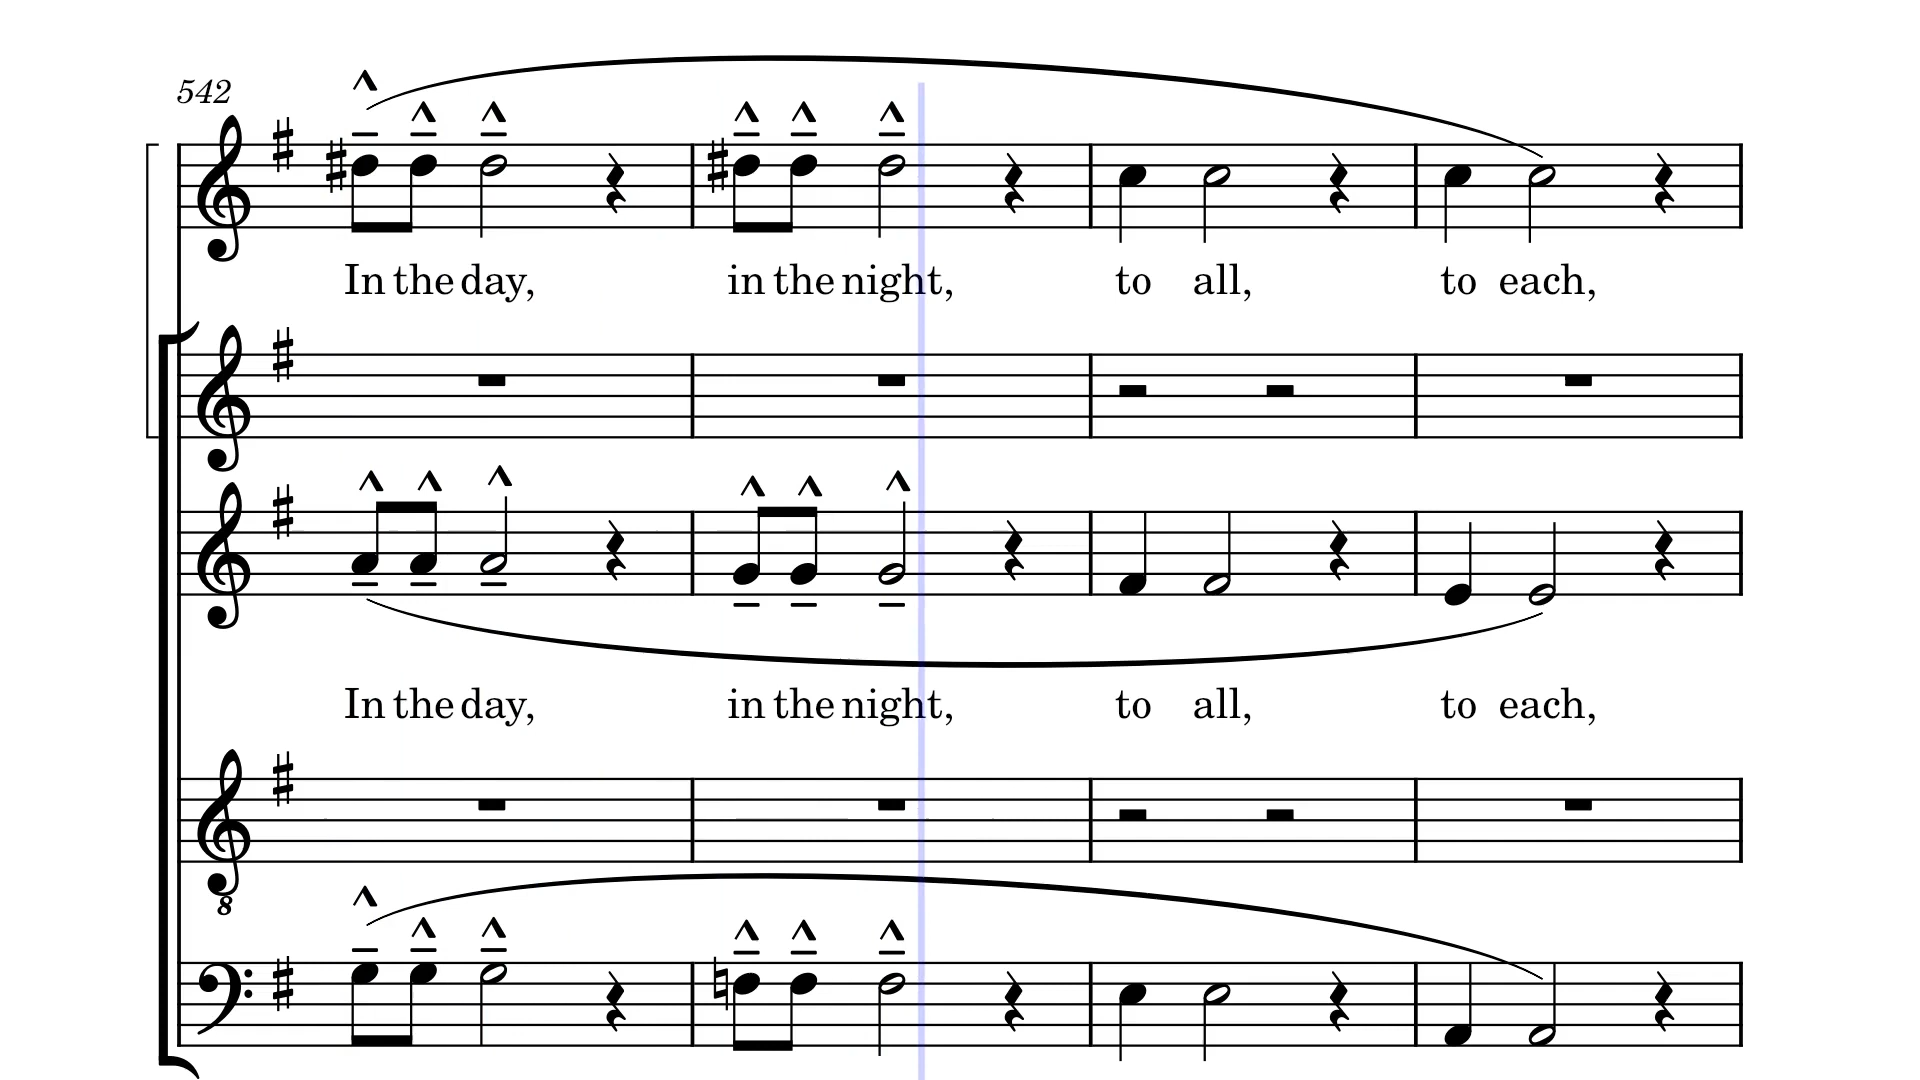 542
In the day, in the night, to all, to each,
In the day, in the night, to all, to each,
8